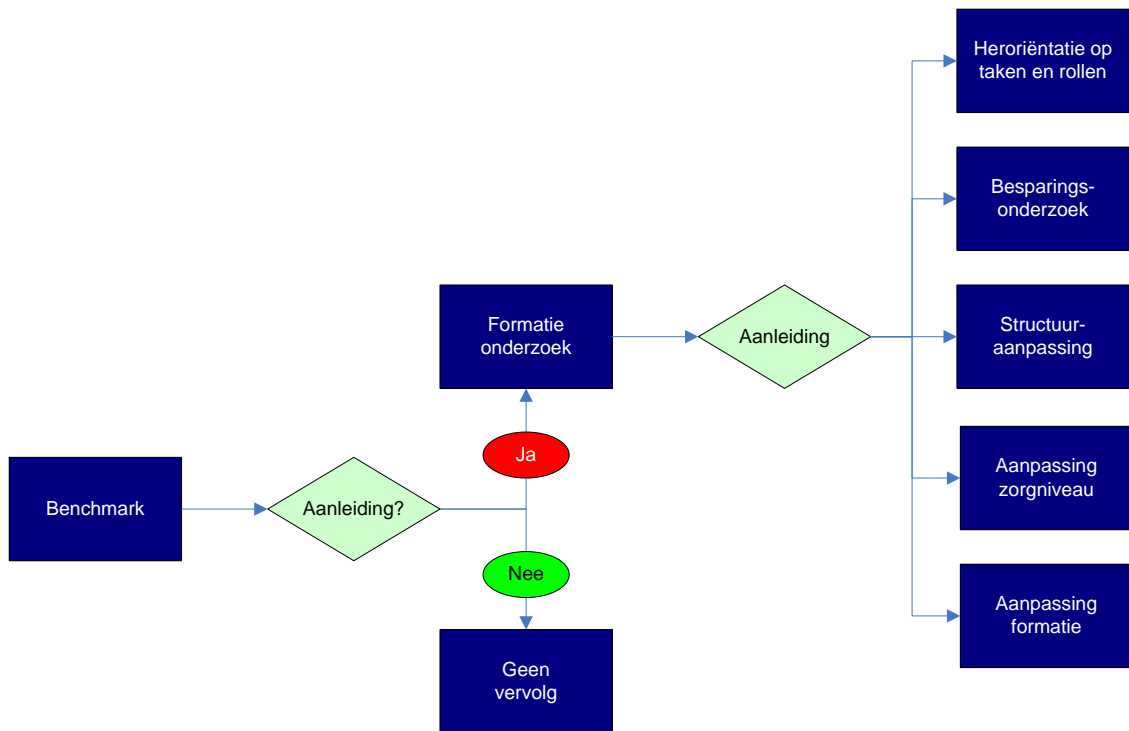 Heroriëntatie op
taken en rollen
Besparings-
onderzoek
Formatie
onderzoek
Aanleiding
Structuur-
aanpassing
Ja
Benchmark
Aanleiding?
Aanpassing
zorgniveau
Nee
Aanpassing
formatie
Geen
vervolg